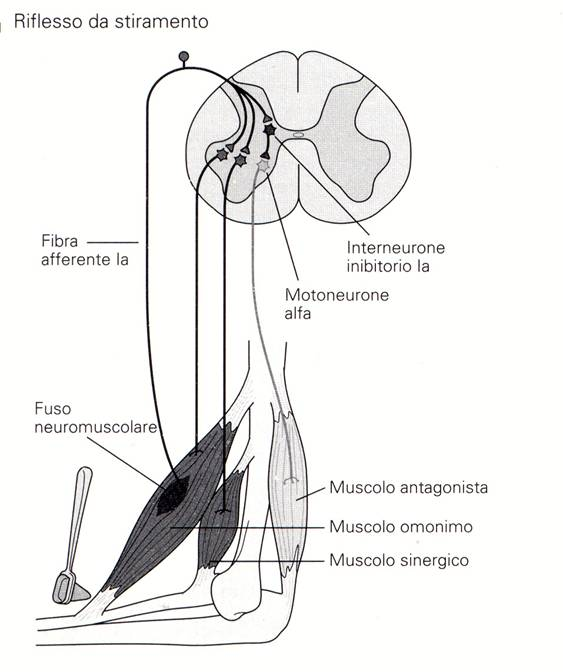 Riflesso da stiramento
Fibra
afferente Ia
Interneurone
inibitorio Ia
Motoneurone
alfa
Fuso
neuromuscolare
Muscolo antagonista
Muscolo omonimo
Muscolo sinergico